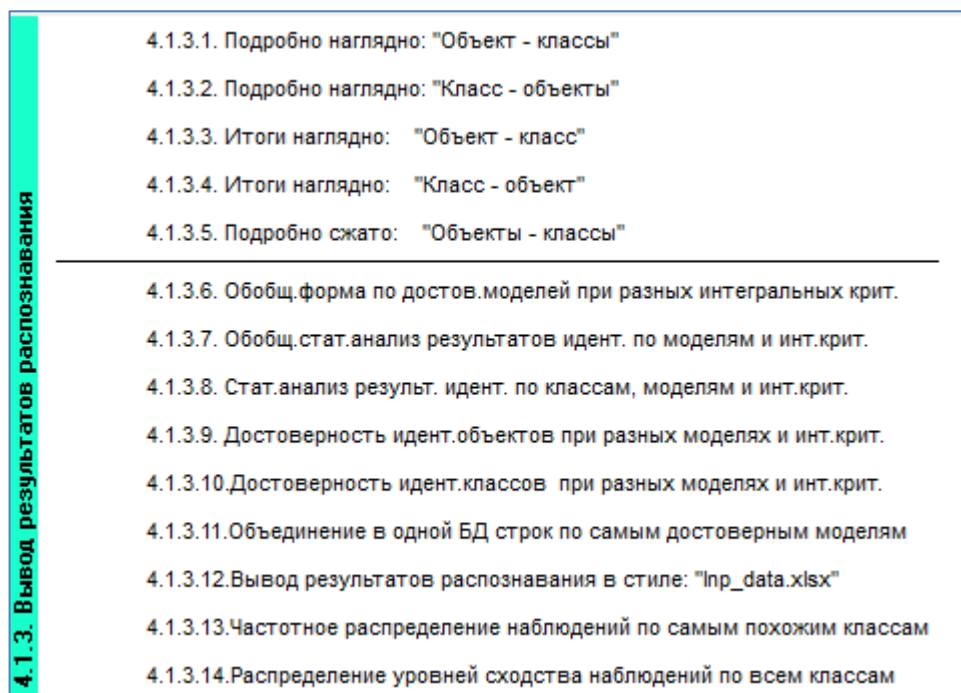 4.1.3. Вывод результатов распознавания
4.1.3.1. Подробно наглядно: "Объект - классы"
4.1.3.2. Подробно наглядно: "Класс - объекты"
4.1.3.3. Итоги наглядно: "Объект - класс"
4.1.3.4. Итоги наглядно: "Класс - объект"
4.1.3.5. Подробно сжато: "Объекты - классы"
4.1.3.6. Обобщ.форма по достов.моделей при разных интегральных крит.
4.1.3.7. Обобщ.стат.анализ результатов идент. по моделям и инт.крит.
4.1.3.8. Стат.анализ результ. идент. по классам, моделям и инт.крит.
4.1.3.9. Достоверность идент.объектов при разных моделях и инт.крит.
4.1.3.10.Достоверность идент.классов при разных моделях и инт.крит.
4.1.3.11.Объединение в одной БД строк по самым достоверным моделям
4.1.3.12.Вывод результатов распознавания в стиле: "Inp_data.xlsx"
4.1.3.13.Частотное распределение наблюдений по самым похожим классам
4.1.3.14.Распределение уровней сходства наблюдений по всем классам